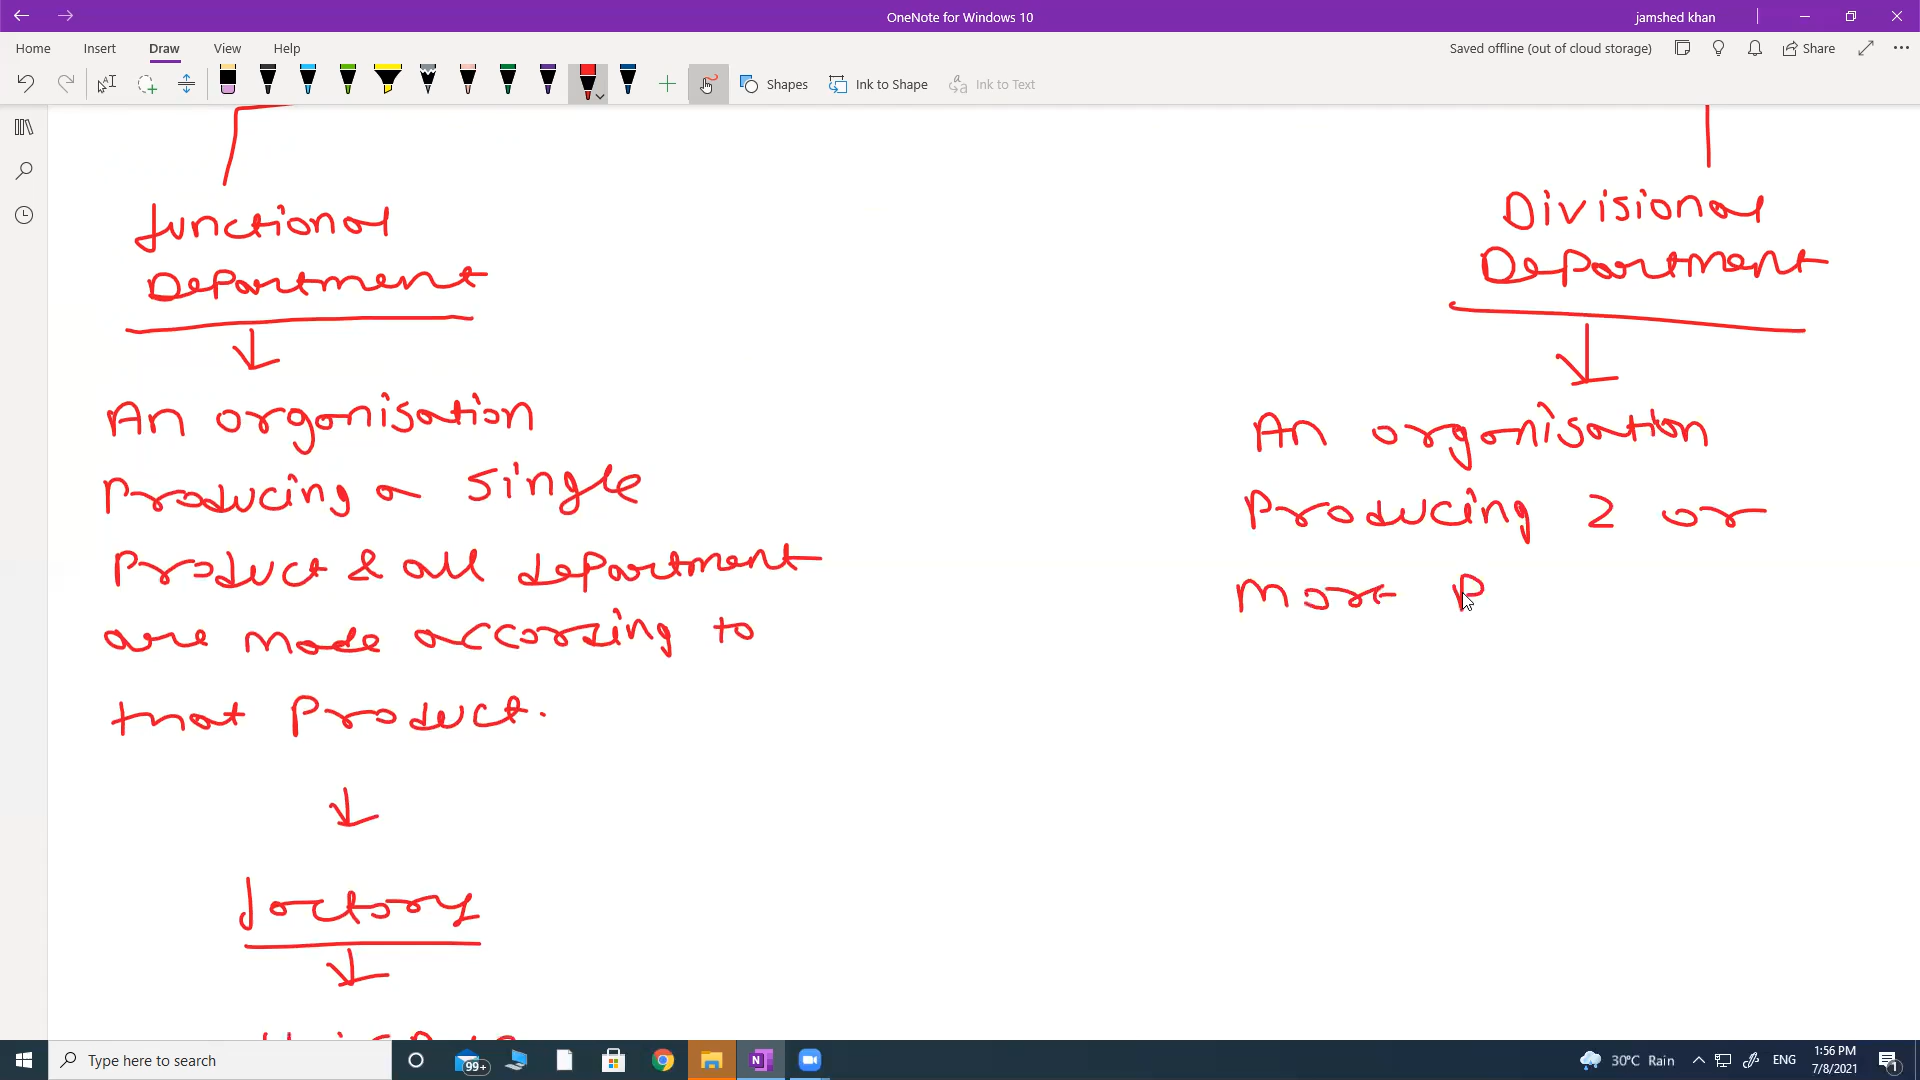 OneNote for Windows 10
jamshed khan
Home Insert Draw View Help
Saved offline (out of cloud storage)
Share
Shapes
Ink to Shape
Ink to Text
functional
Department
An organisation
Producing a single
Product & all department
are made according to
that Product.
factory
Divisional
Department
An organisation
Producing 2 or
More P
Type here to search
99+
30°C Rain
ENG
1:56 PM
7/8/2021
1